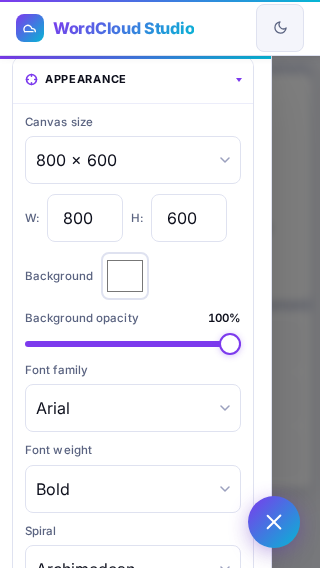 WordCloud Studio
APPEARANCE
Canvas size
800 × 600
W: 800 H: 600
Background
Background opacity 100%
Font family
Arial
Font weight
Bold
Spiral
Archimedean